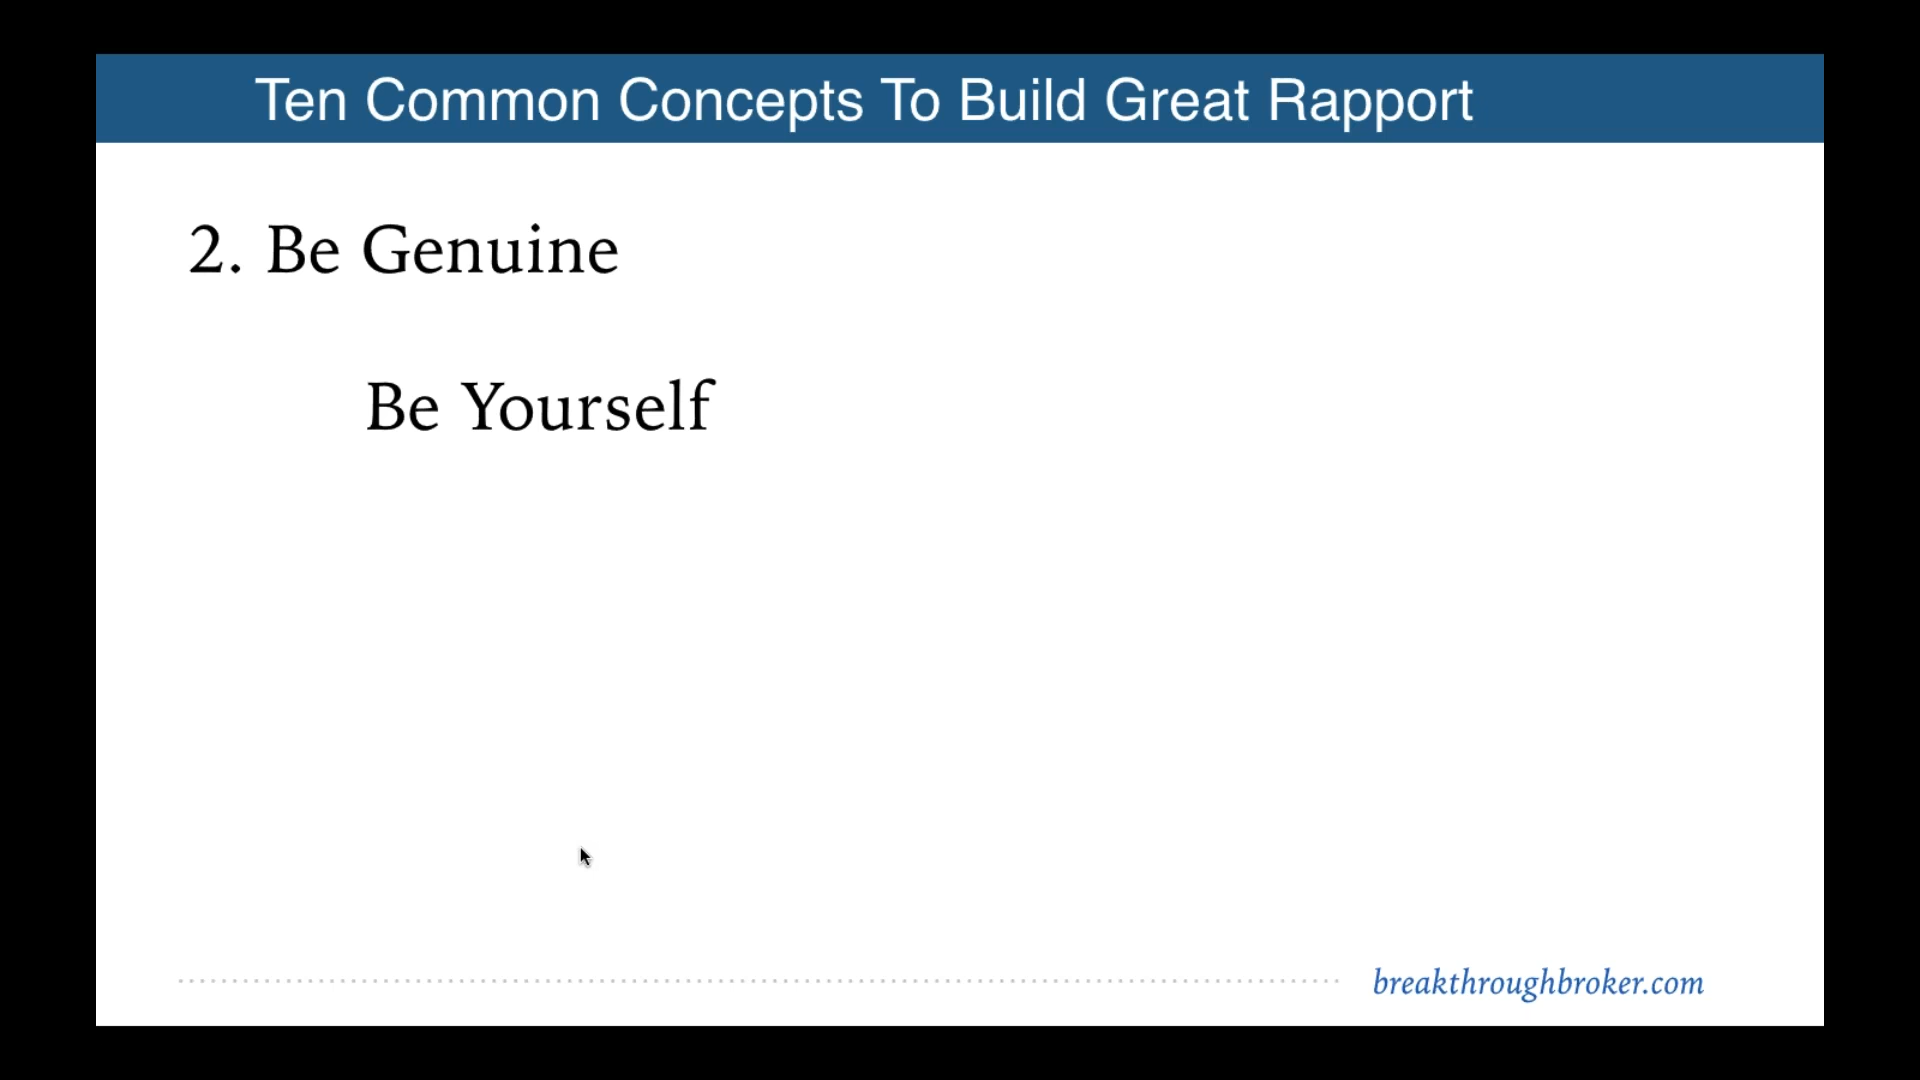 Ten Common Concepts To Build Great Rapport
2. Be Genuine
Be Yourself
breakthroughbroker.com